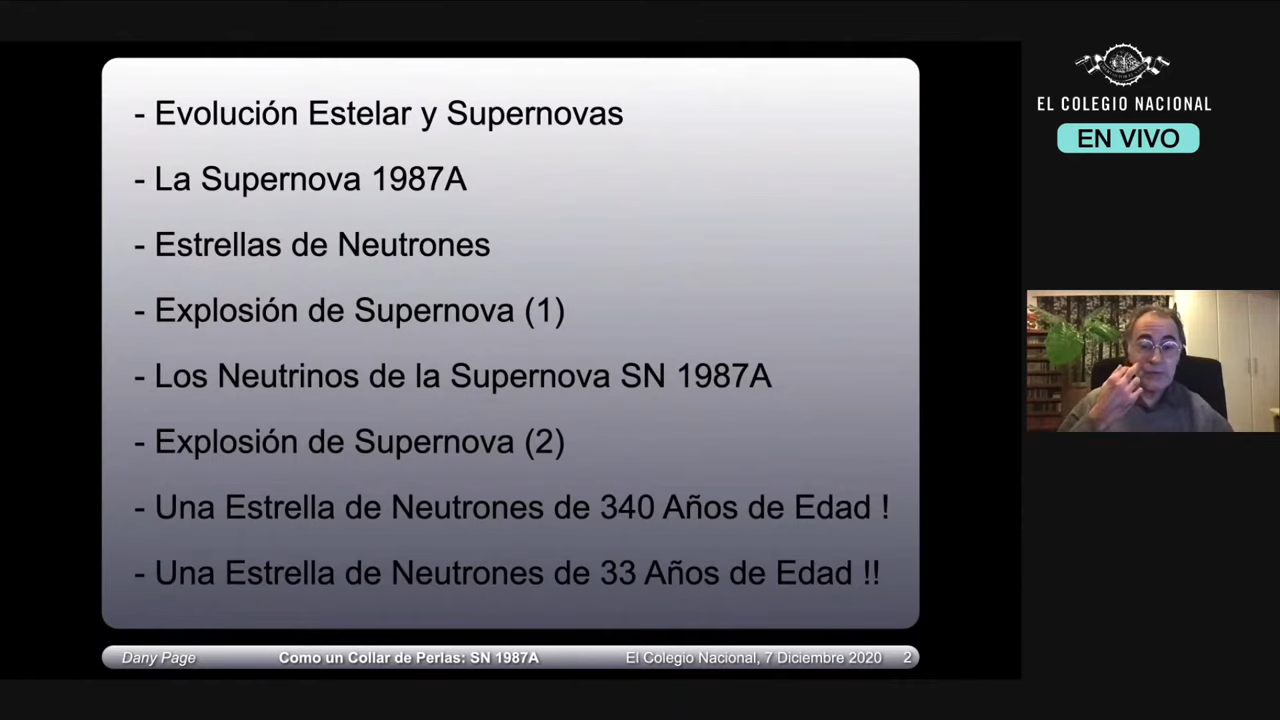 - Evolución Estelar y Supernovas
- La Supernova 1987A
- Estrellas de Neutrones
- Explosión de Supernova (1)
- Los Neutrinos de la Supernova SN 1987A
- Explosión de Supernova (2)
- Una Estrella de Neutrones de 340 Años de Edad !
- Una Estrella de Neutrones de 33 Años de Edad !!
Dany Page Como un Collar de Perlas: SN 1987A El Colegio Nacional, 7 Diciembre 2020 2
EL COLEGIO NACIONAL
EN VIVO